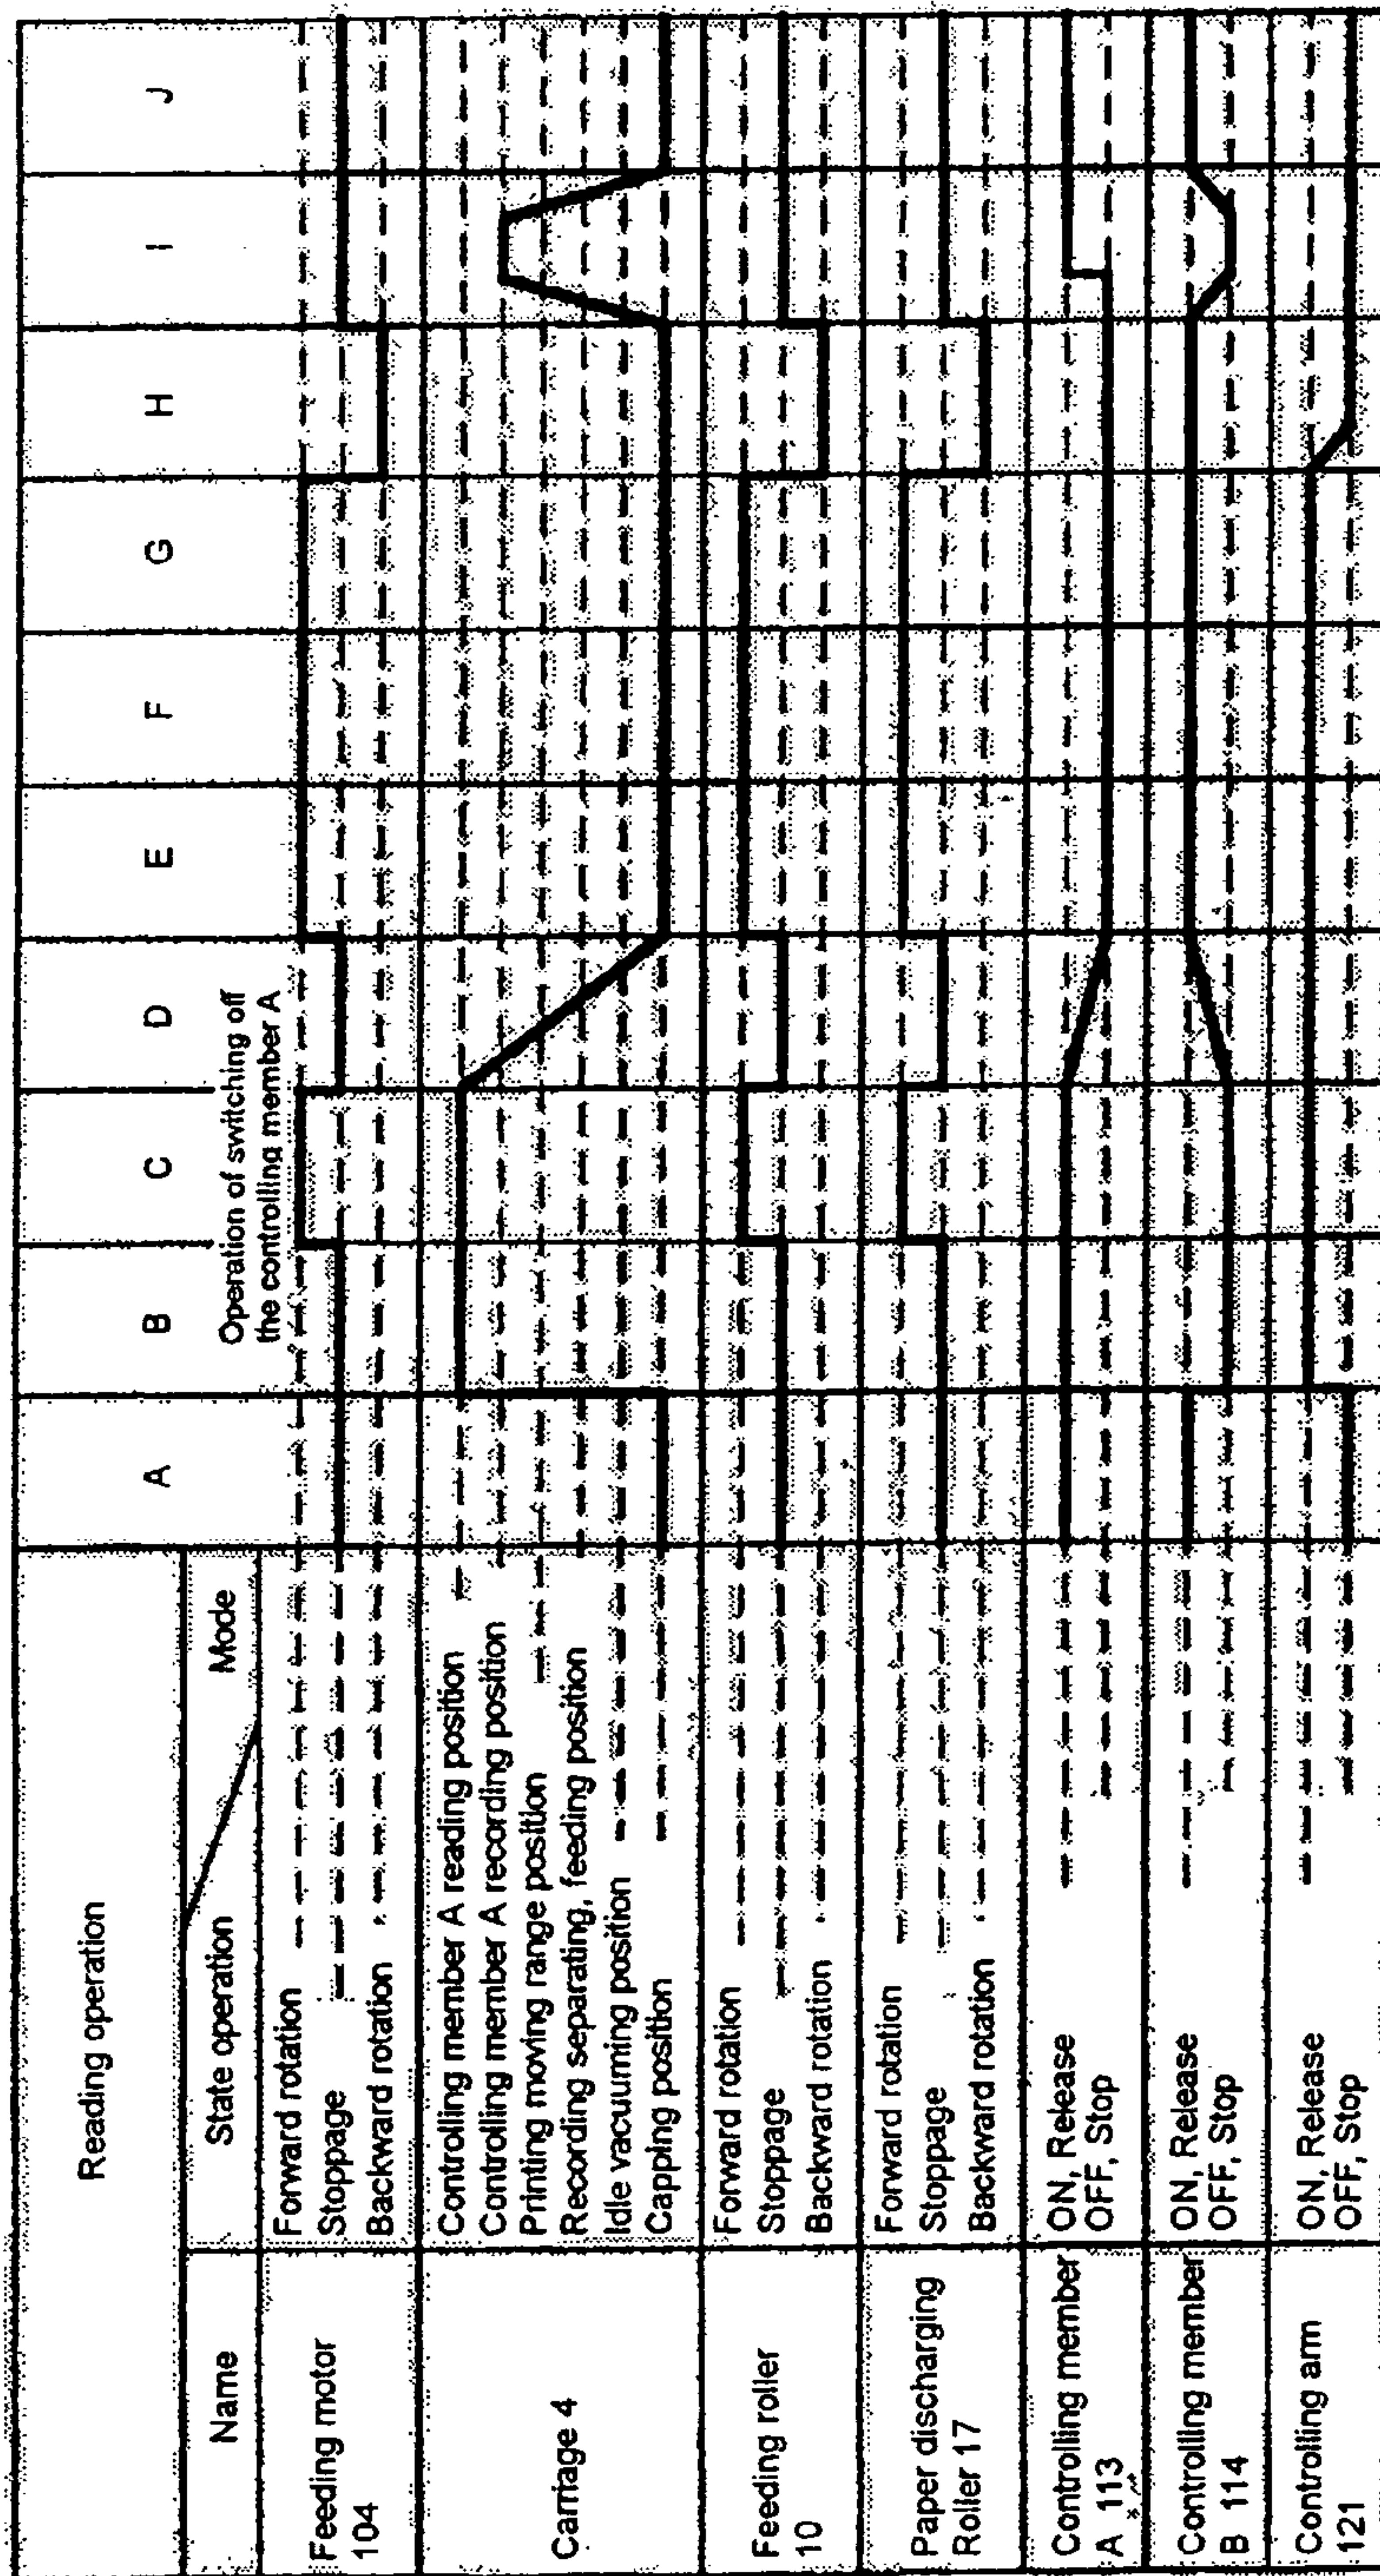 Reading operation
Name
State operation
Mode
A
B
C
D
E
F
G
H
I
J
Operation of switching off
the controlling member A
Feeding motor
104
Forward rotation
Stoppage
Backward rotation
Carriage 4
Controlling member A reading position
Controlling member A recording position
Printing moving range position
Recording separating, feeding position
Idle vacuuming position
Capping position
Feeding roller
10
Forward rotation
Stoppage
Backward rotation
Paper discharging
Roller 17
Forward rotation
Stoppage
Backward rotation
Controlling member
A 113
ON, Release
OFF, Stop
Controlling member
B 114
ON, Release
OFF, Stop
Controlling arm
121
ON, Release
OFF, Stop